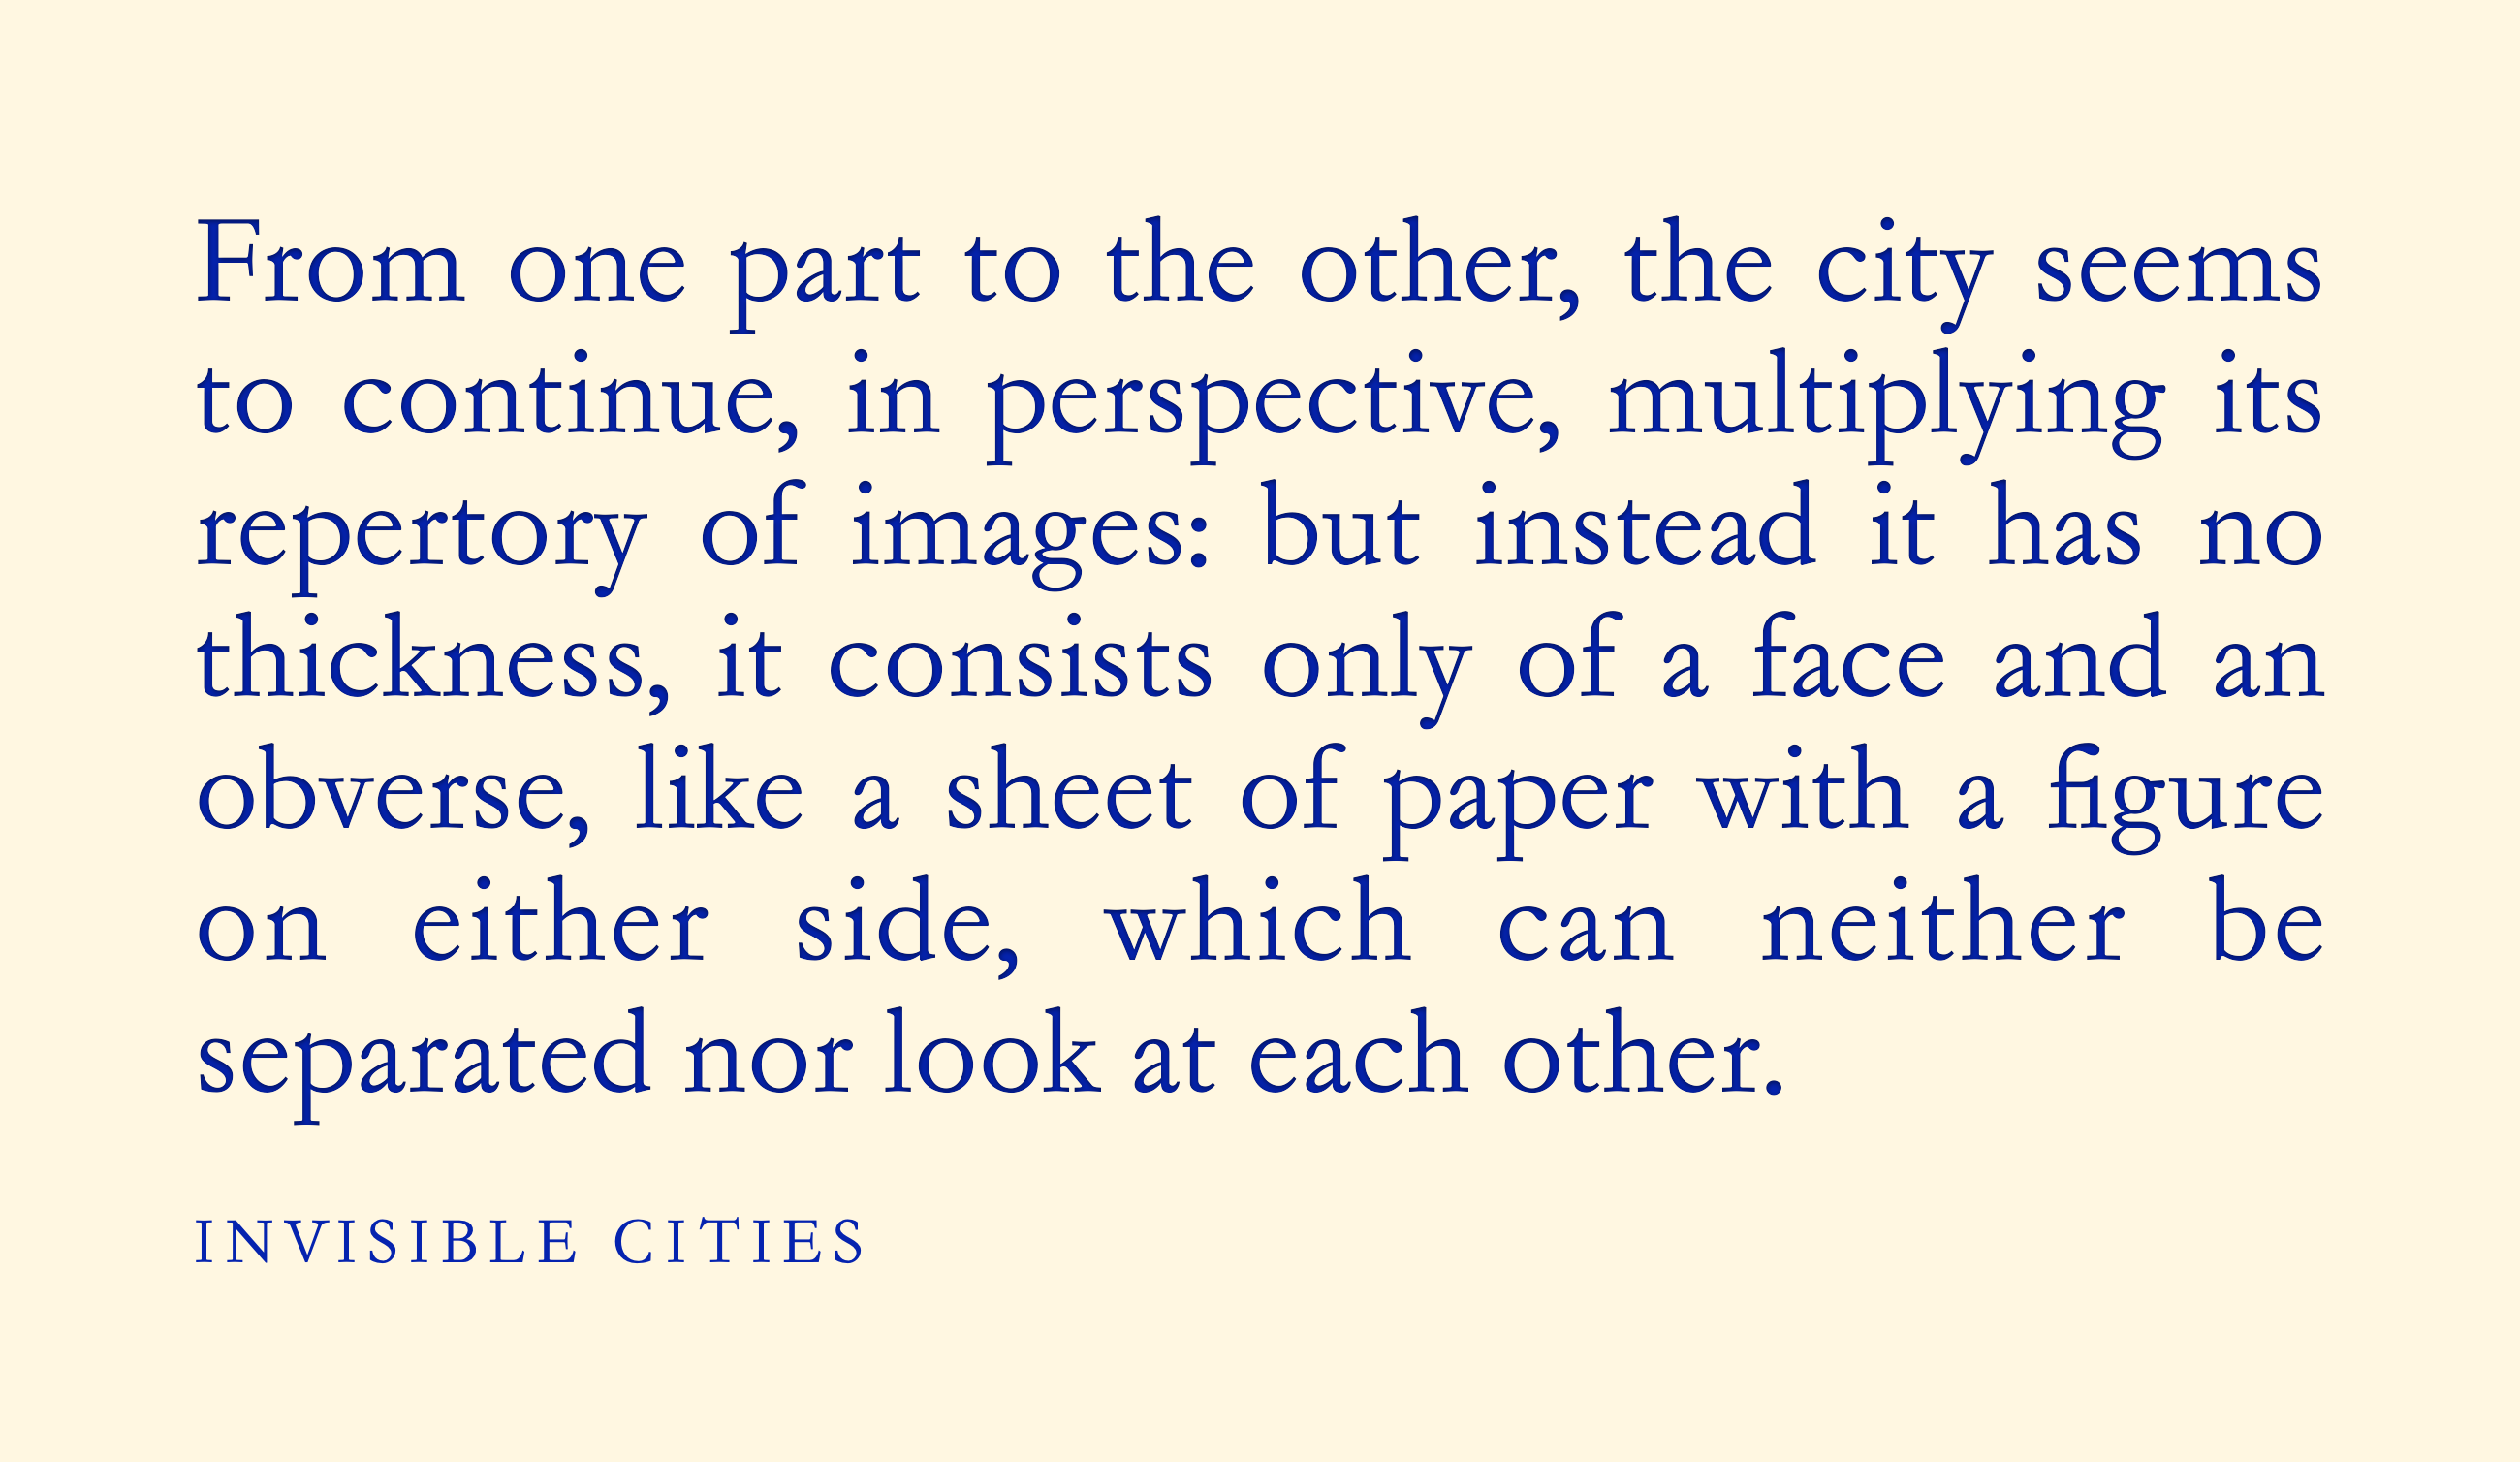 From one part to the other, the city seems
to continue, in perspective, multiplying its
repertory of images: but instead it has no
thickness, it consists only of a face and an
obverse, like a sheet of paper with a figure
on either side, which can neither be
separated nor look at each other.
INVISIBLE CITIES